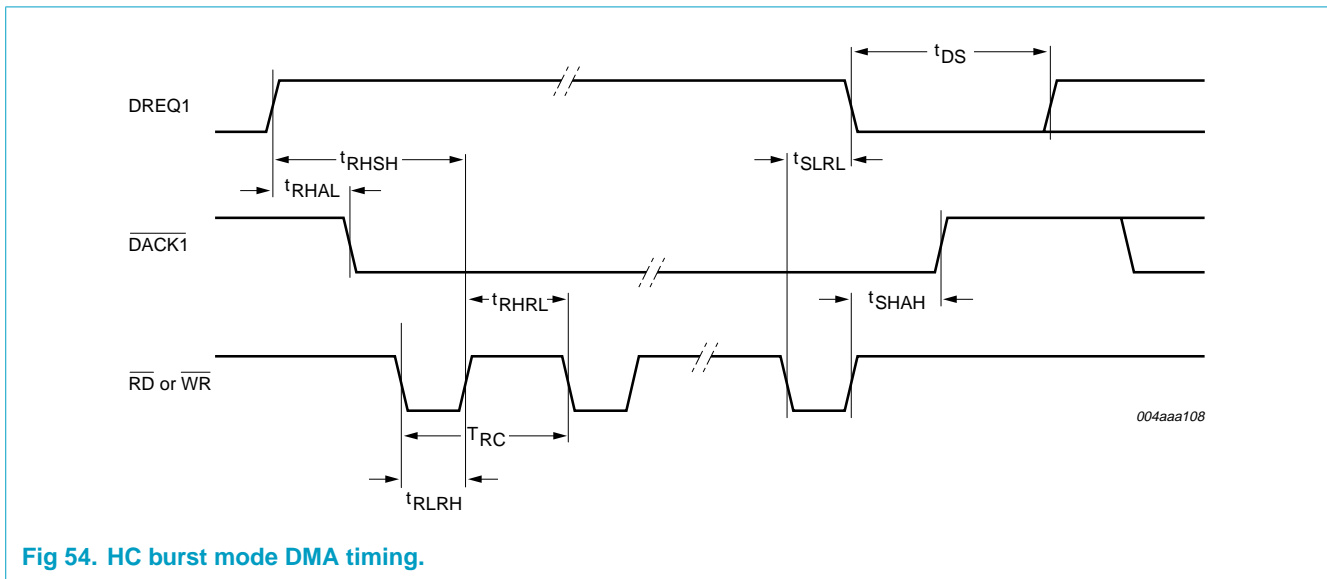 DREQ1
tDS
tRHSH
tSLRL
tRHAL
DACK1
tRHRL
tSHAH
RD or WR
004aaa108
TRC
tRLRH
Fig 54. HC burst mode DMA timing.